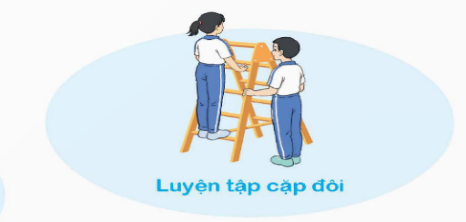 Luyện tập cặp đôi